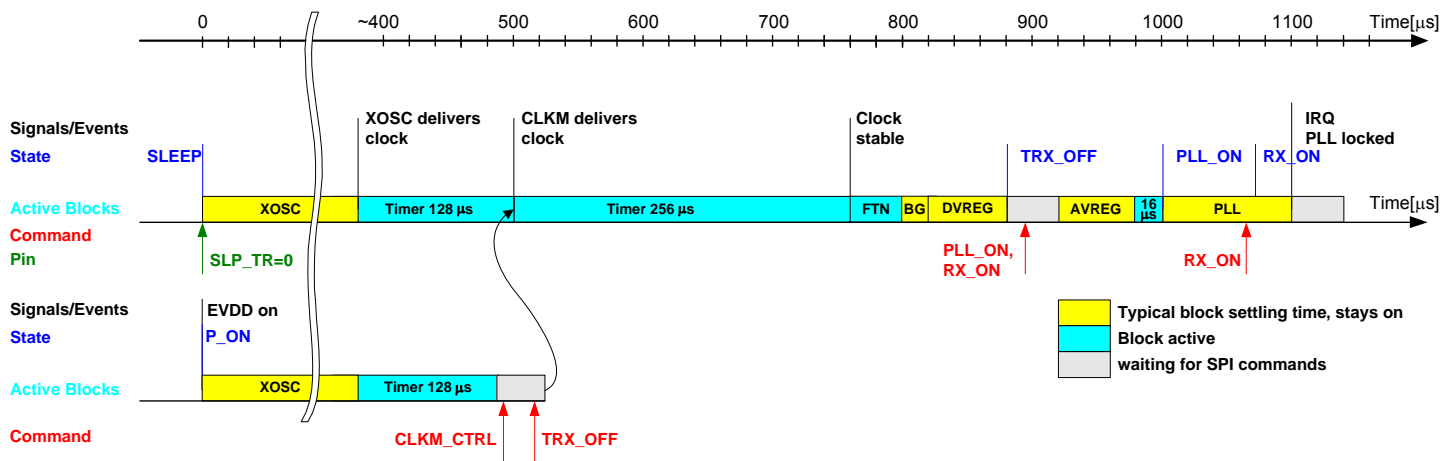 0 ~400 500 600 700 800 900 1000 1100 Time[μs]
Signals/Events XOSC delivers clock CLKM delivers clock Clock stable IRQ PLL locked
State SLEEP TRX_OFF PLL_ON RX_ON
Active Blocks XOSC Timer 128 μs Timer 256 μs FTN BG DVREG AVREG 16 μs PLL Time[μs]
Command PLL_ON, RX_ON RX_ON
Pin SLP_TR=0
Signals/Events EVDD on
State P_ON
Active Blocks XOSC Timer 128 μs
Command CLKM_CTRL TRX_OFF
Typical block settling time, stays on
Block active
waiting for SPI commands